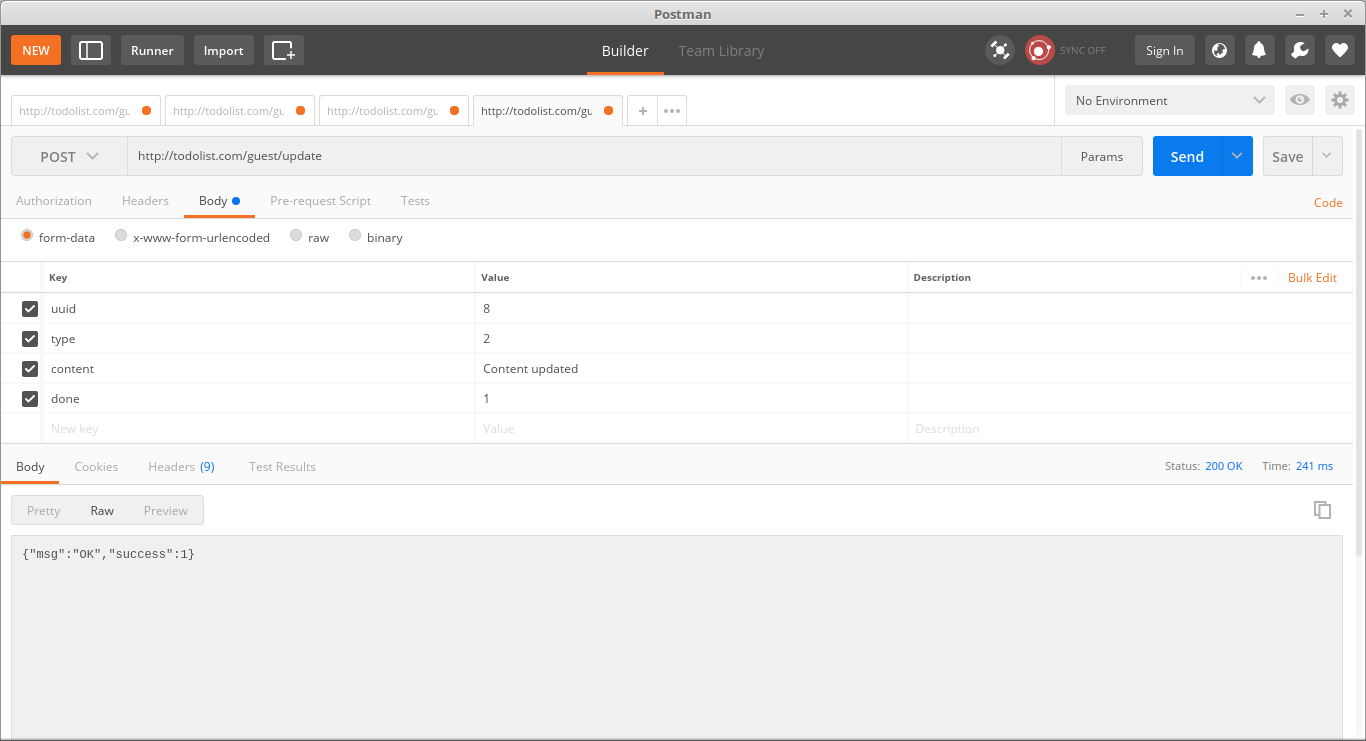 Postman
NEW Runner Import Builder Team Library SYNC OFF Sign In
http://todolist.com/gu http://todolist.com/gu http://todolist.com/gu http://todolist.com/gu + ••• No Environment
POST http://todolist.com/guest/update Params Send Save
Authorization Headers Body Pre-request Script Tests Code
form-data x-www-form-urlencoded raw binary
Key Value Description ••• Bulk Edit
uuid 8
type 2
content Content updated
done 1
New key Value Description
Body Cookies Headers (9) Test Results Status: 200 OK Time: 241 ms
Pretty Raw Preview
{"msg":"OK","success":1}